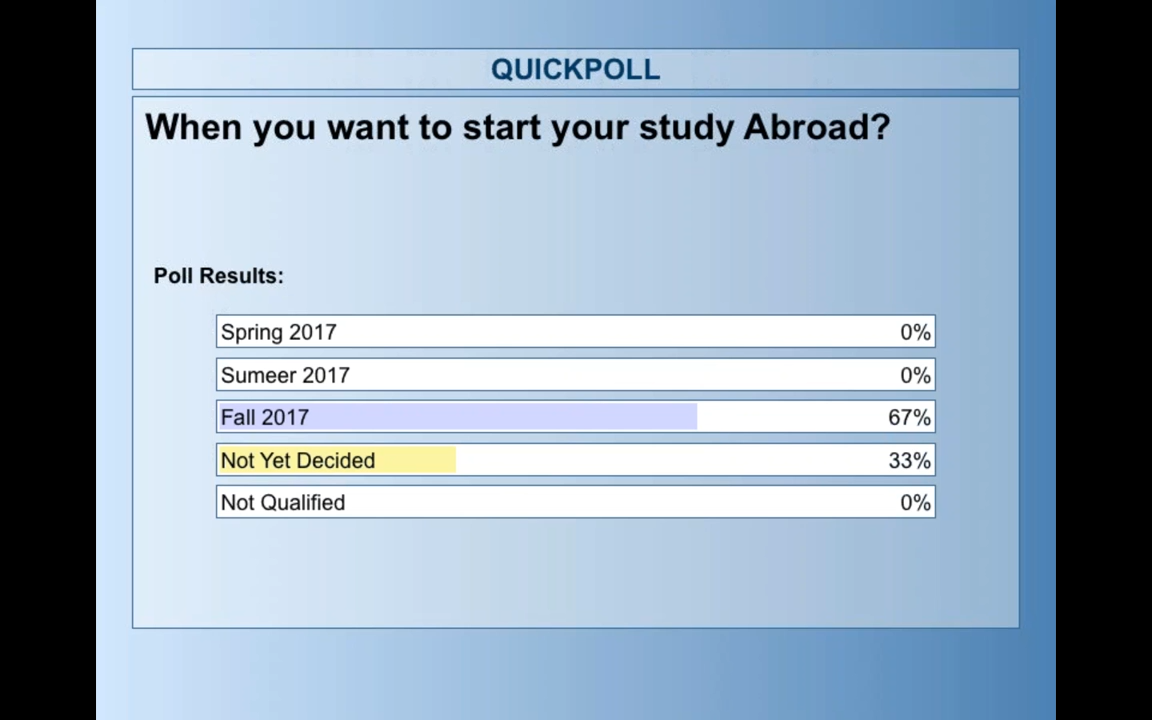 QUICKPOLL
When you want to start your study Abroad?
Poll Results:
Spring 2017 0%
Sumeer 2017 0%
Fall 2017 67%
Not Yet Decided 33%
Not Qualified 0%